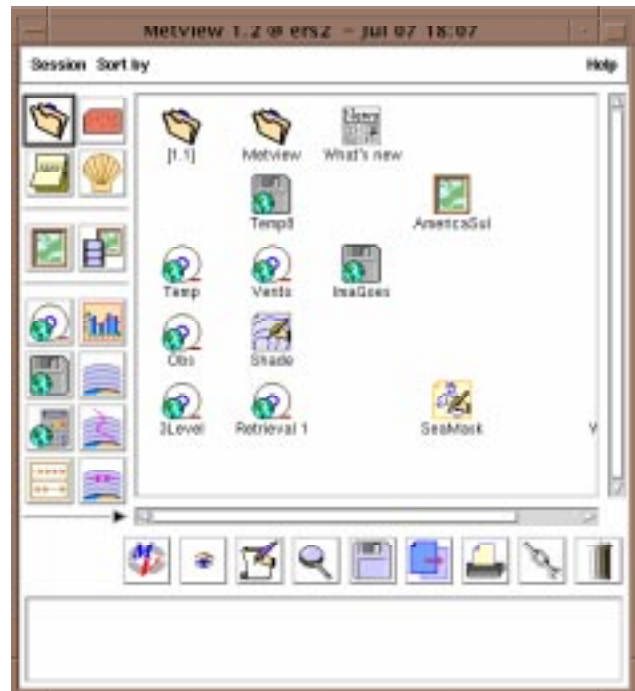 Metview 1.2 @ ers2 - Jul 07 18:07
Session Sort by Help
[1.1] Metview What's new
Temp8 AmericaSul
Temp Vento ImaGoes
Obs Shade
3Level Retrieval 1 SeaMask